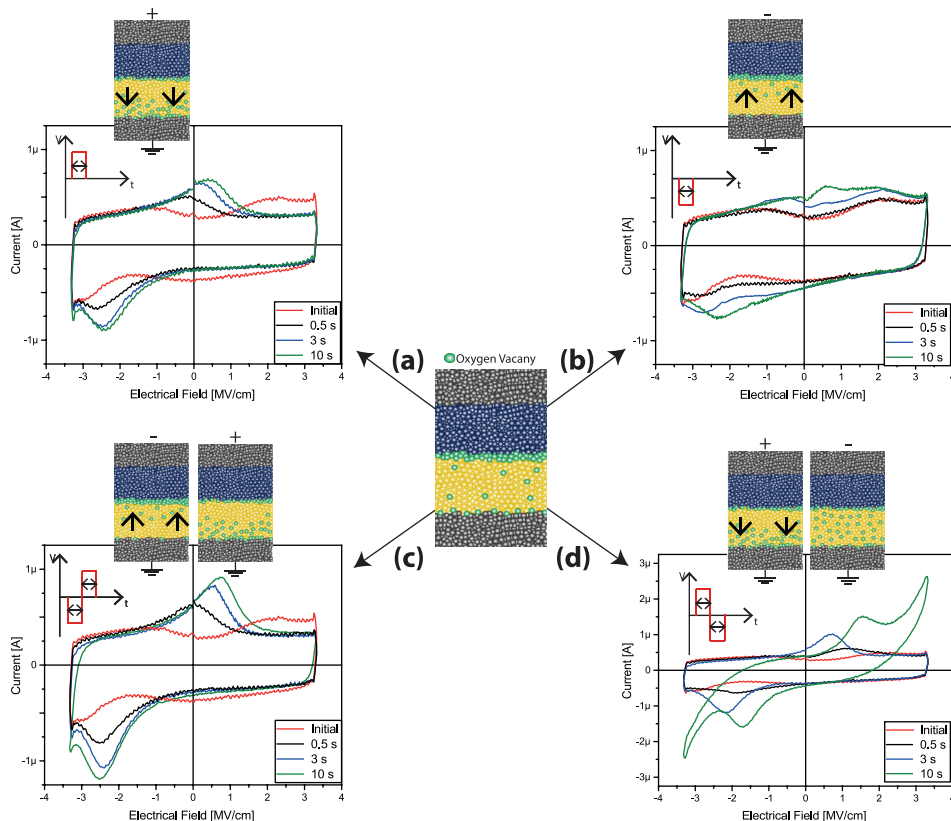 +
V
t
1µ
0
-1µ
Current [A]
-4 -3 -2 -1 0 1 2 3 4
Electrical Field [MV/cm]
Initial
0.5 s
3 s
10 s
(a)
-
V
t
1µ
0
-1µ
Current [A]
-4 -3 -2 -1 0 1 2 3 4
Electrical Field [MV/cm]
Initial
0.5 s
3 s
10 s
(b)
Oxygen Vacany
- +
V
t
1µ
0
-1µ
Current [A]
-4 -3 -2 -1 0 1 2 3 4
Electrical Field [MV/cm]
Initial
0.5 s
3 s
10 s
(c)
+ -
V
t
3µ
2µ
1µ
0
-1µ
-2µ
-3µ
Current [A]
-4 -3 -2 -1 0 1 2 3 4
Electrical Field [MV/cm]
Initial
0.5 s
3 s
10 s
(d)